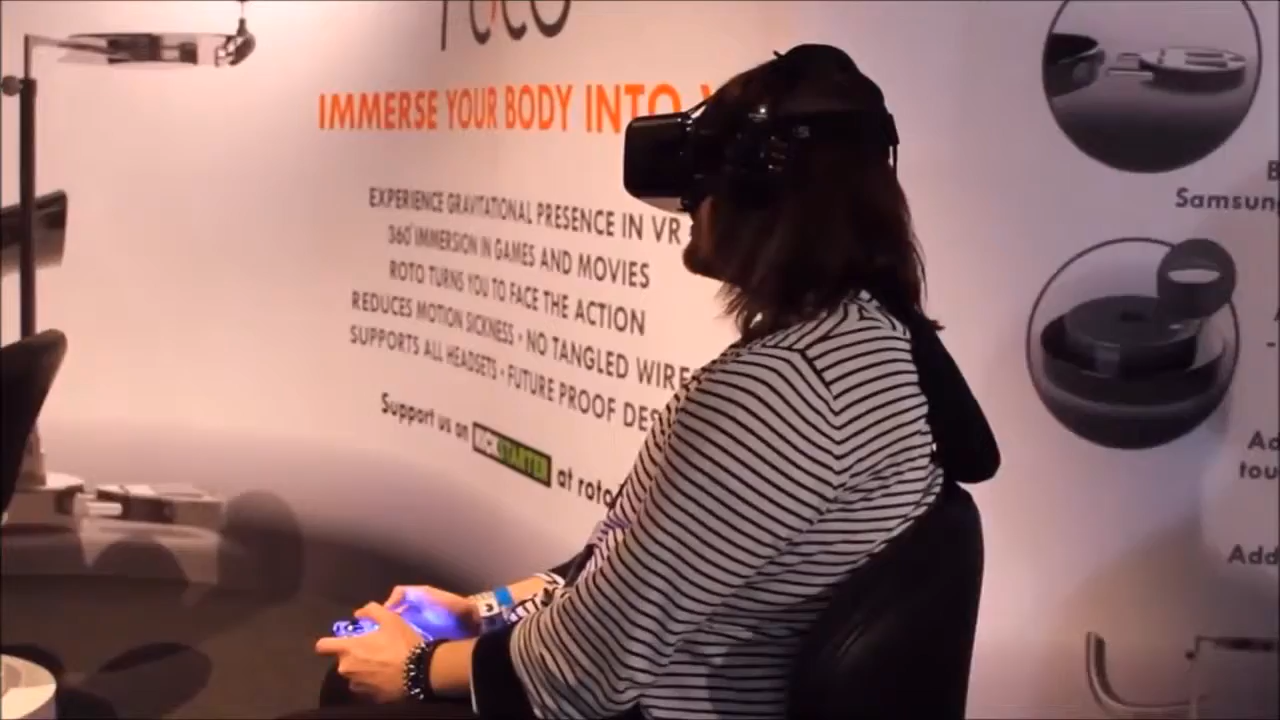 IMMERSE YOUR BODY INTO
EXPERIENCE GRAVITATIONAL PRESENCE IN VR
360° IMMERSION IN GAMES AND MOVIES
ROTO TURNS YOU TO FACE THE ACTION
REDUCES MOTION SICKNESS • NO TANGLED WIRES
SUPPORTS ALL HEADSETS • FUTURE PROOF DES
Support us on KICKSTARTER at roto
Samsung
Add